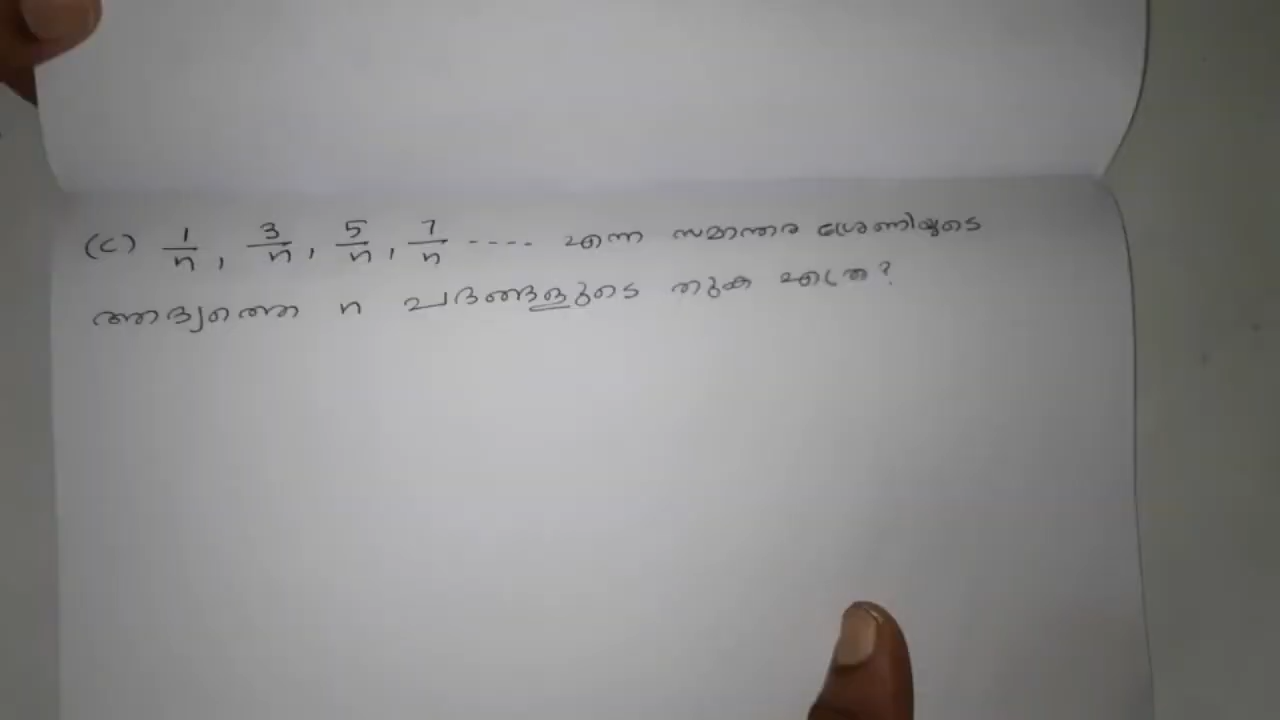 (c) 1/n, 3/n, 5/n, 7/n ---- എന്ന സമാന്തര ശ്രേണിയുടെ
ആദ്യത്തെ n പദങ്ങളുടെ തുക എത്ര?